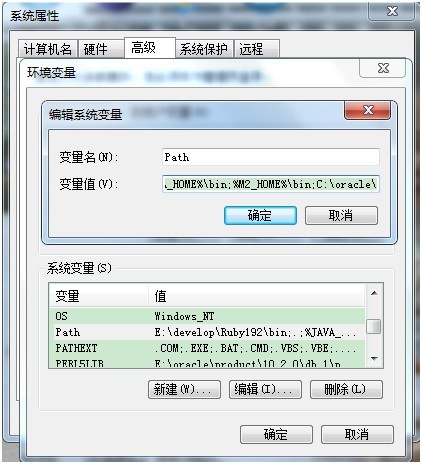 系统属性
计算机名 硬件 高级 系统保护 远程
环境变量
编辑系统变量
变量名(N): Path
变量值(V): _HOME%\bin;%M2_HOME%\bin;C:\oracle\
确定 取消
系统变量(S)
变量 值
OS Windows_NT
Path E:\develop\Ruby192\bin;.;%JAVA_...
PATHEXT .COM;.EXE;.BAT;.CMD;.VBS;.VBE;....
PERL5LIB E:\oracle\product\10.2.0\db_1\p...
新建(W)... 编辑(I)... 删除(L)
确定 取消